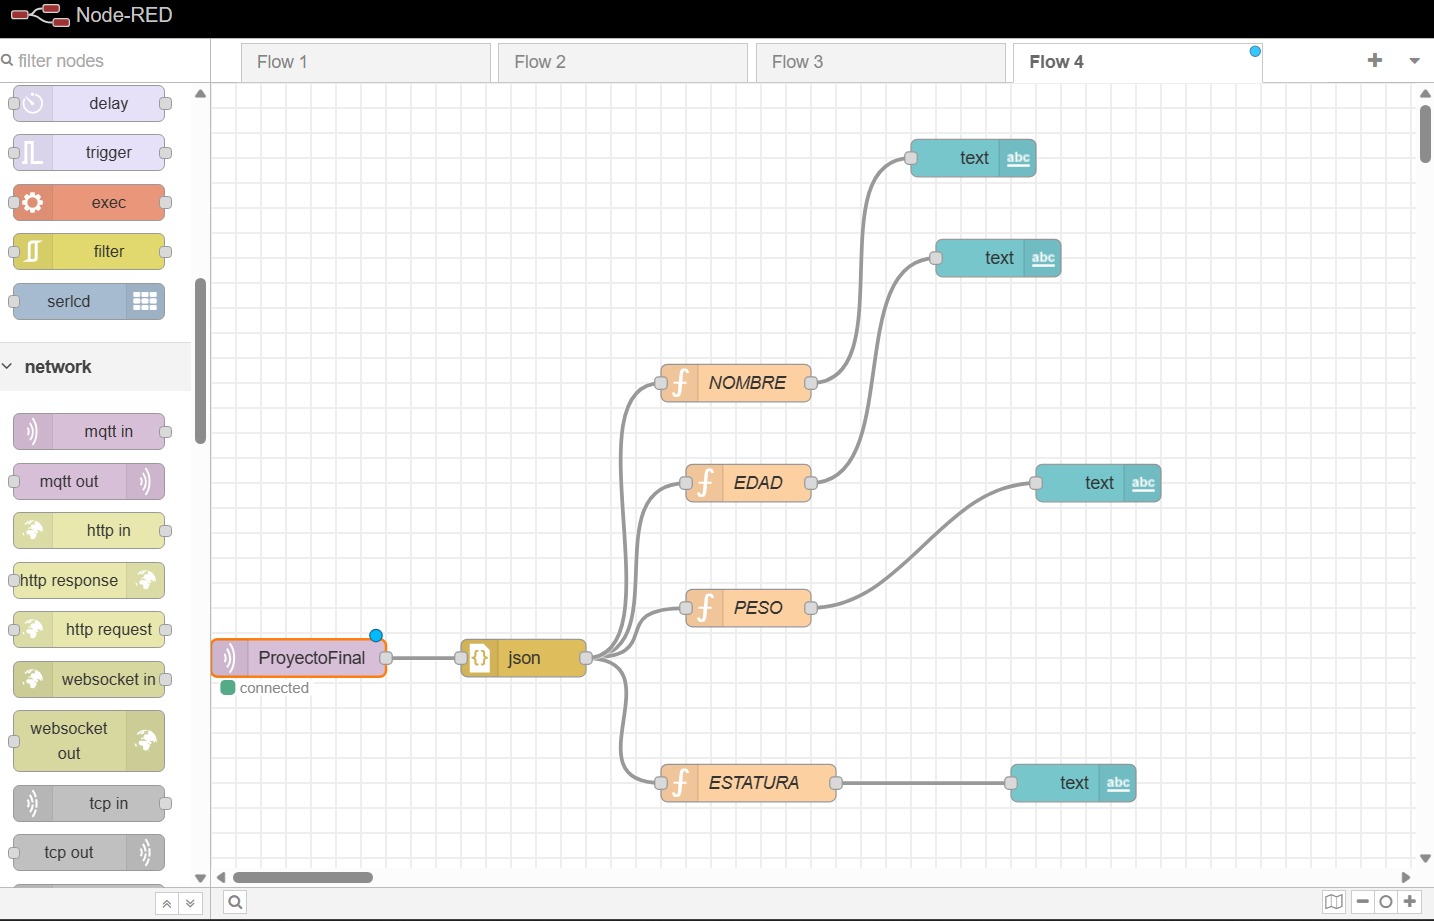 Node-RED
filter nodes
Flow 1
Flow 2
Flow 3
Flow 4
delay
trigger
exec
filter
serlcd
network
mqtt in
mqtt out
http in
http response
http request
websocket in
websocket
out
tcp in
tcp out
text abc
text abc
NOMBRE
EDAD
text abc
PESO
ProyectoFinal
connected
json
ESTATURA
text abc